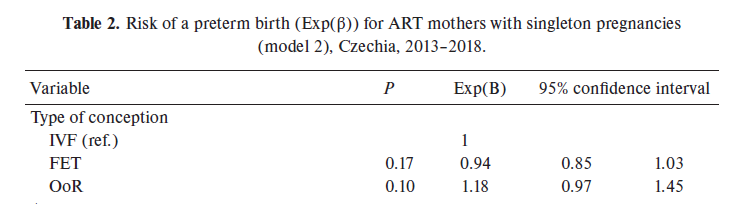 Table 2. Risk of a preterm birth (Exp(β)) for ART mothers with singleton pregnancies
(model 2), Czechia, 2013–2018.
Variable P Exp(B) 95% confidence interval
Type of conception
IVF (ref.) 1
FET 0.17 0.94 0.85 1.03
OoR 0.10 1.18 0.97 1.45